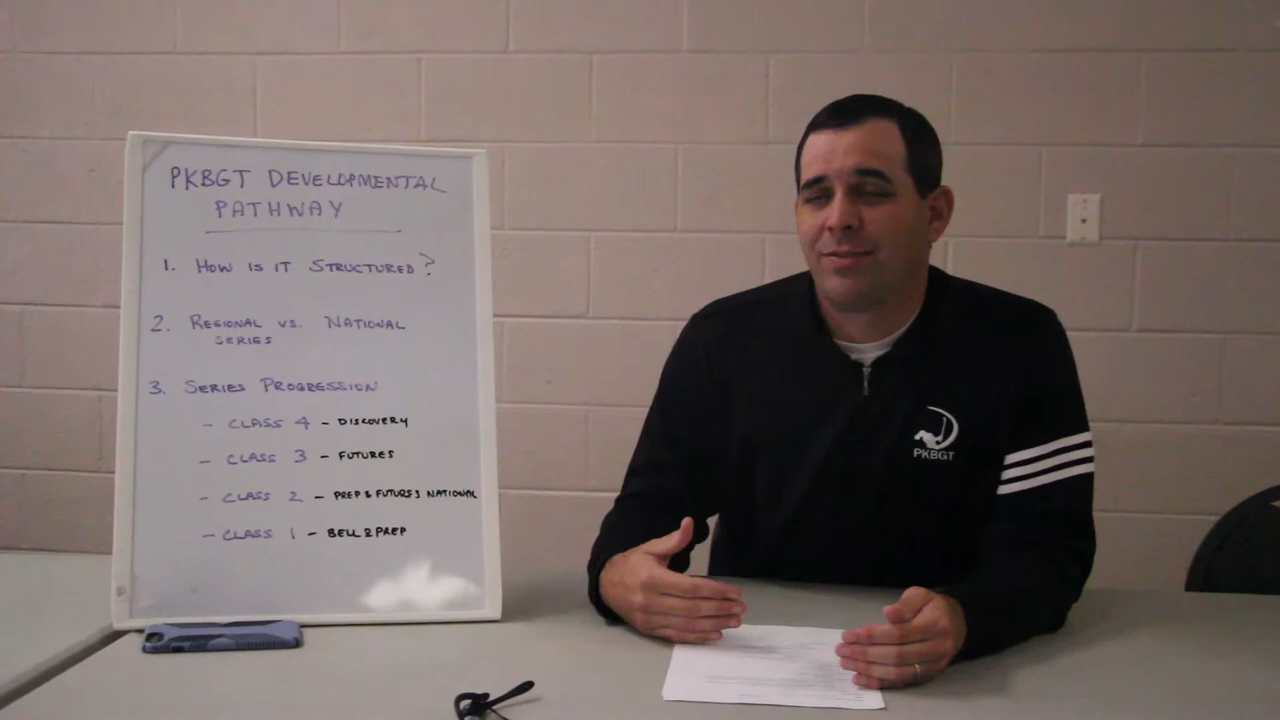 PKBGT DEVELOPMENTAL
PATHWAY
1. HOW IS IT STRUCTURED?
2. REGIONAL VS. NATIONAL
SERIES
3. SERIES PROGRESSION
- CLASS 4 - DISCOVERY
- CLASS 3 - FUTURES
- CLASS 2 - PREP & FUTURES NATIONAL
- CLASS 1 - BELL & PREP
PKBGT